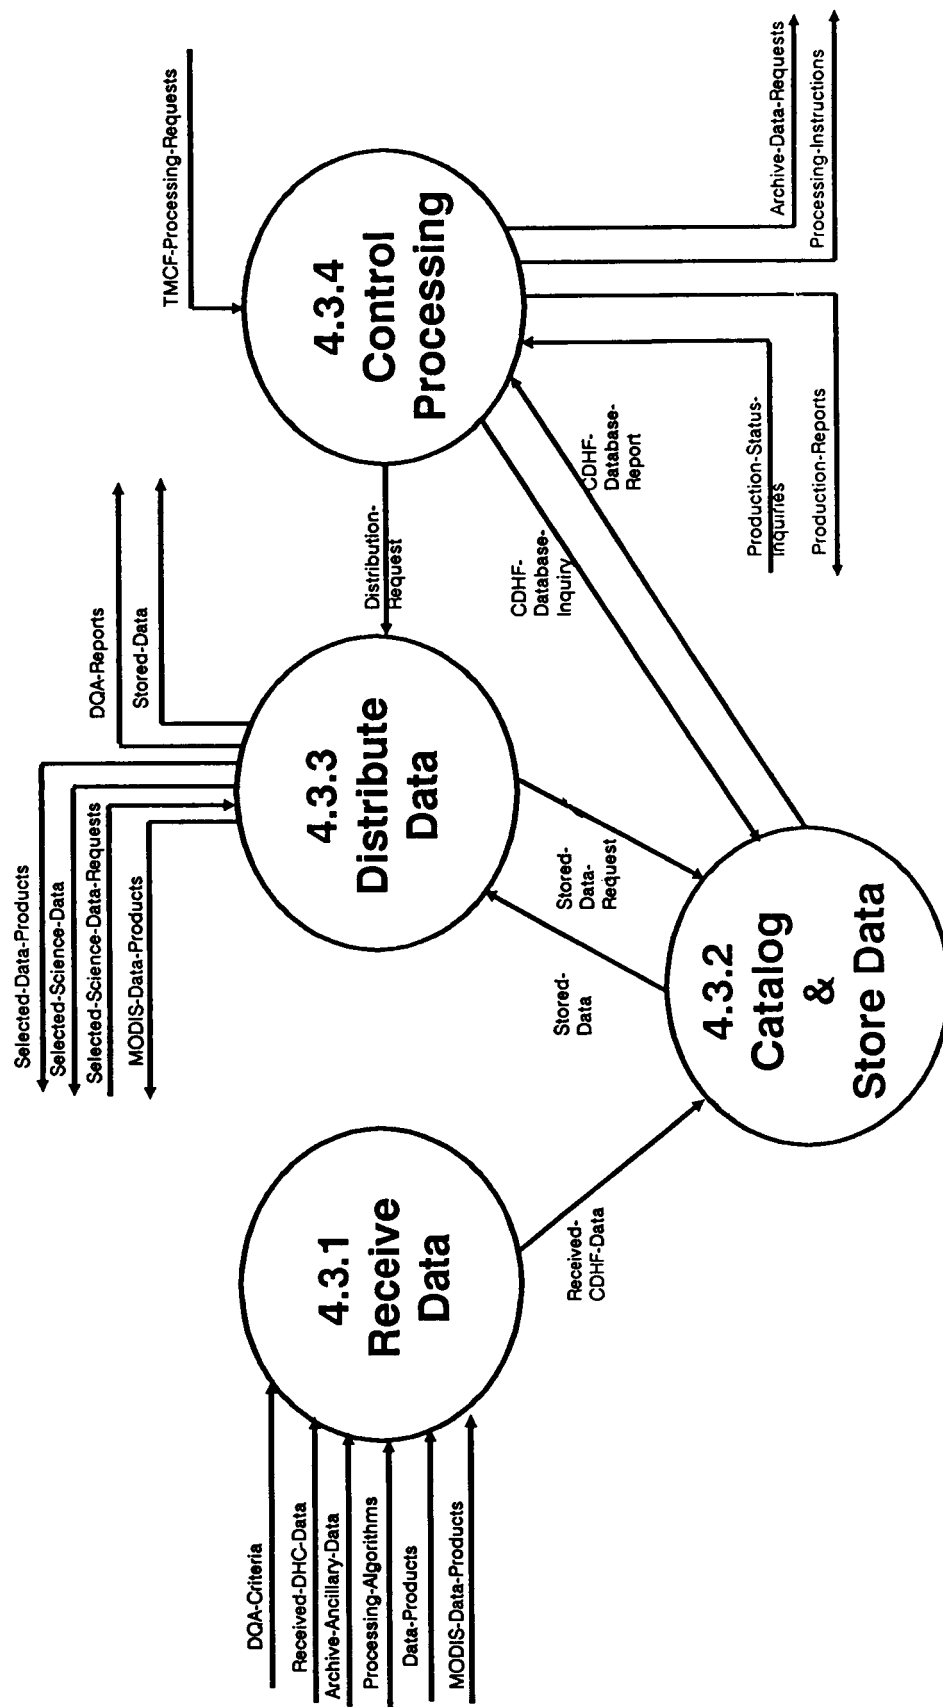 DQA-Criteria
Received-DHC-Data
Archive-Ancillary-Data
Processing-Algorithms
Data-Products
MODIS-Data-Products
4.3.1
Receive
Data
Received-
CDHF-Data
Selected-Data-Products
Selected-Science-Data
Selected-Science-Data-Requests
MODIS-Data-Products
DQA-Reports
Stored-Data
4.3.3
Distribute
Data
Stored-
Data
Stored-
Data-
Request
4.3.2
Catalog
&
Store Data
Distribution-
Request
CDHF-
Database-
Inquiry
CDHF-
Database-
Report
TMCF-Processing-Requests
4.3.4
Control
Processing
Production-Status-
Inquiries
Production-Reports
Archive-Data-Requests
Processing-Instructions